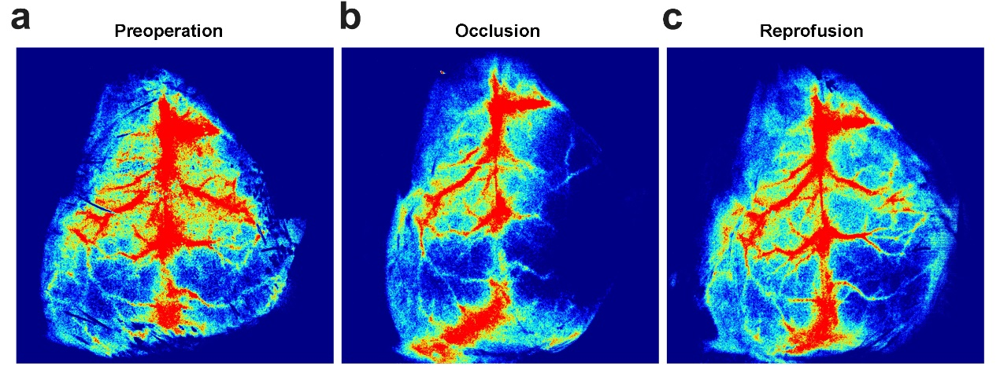 a
Preoperation
b
Occlusion
c
Reprofusion